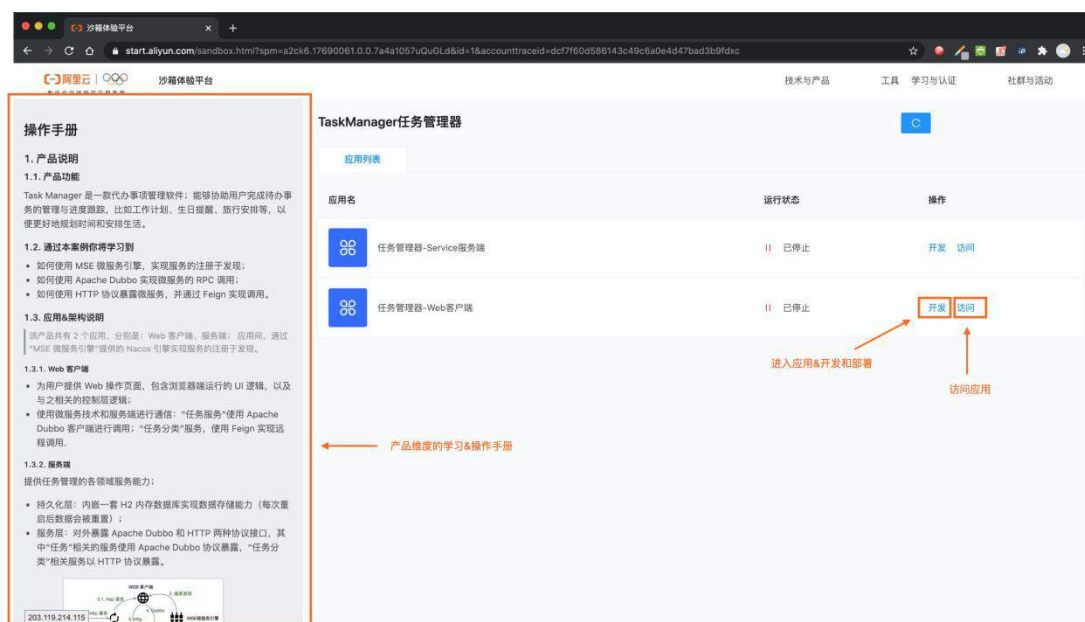 沙箱体验平台
start.aliyun.com/sandbox.html?spm=a2ck6.17690061.0.0.7a4a1057uQuGLd&id=1&accounttraceid=dcf7f60d586143c49c6a0e4d47bad3b9fdxc
阿里云
沙箱体验平台
技术与产品
工具
学习与认证
社群与活动
操作手册
1. 产品说明
1.1. 产品功能
Task Manager 是一款代办事项管理软件；能够协助用户完成待办事
务的管理与进度跟踪，比如工作计划、生日提醒、旅行安排等，以
便更好地规划时间和安排生活。
1.2. 通过本案例你将学习到
• 如何使用 MSE 微服务引擎，实现服务的注册于发现；
• 如何使用 Apache Dubbo 实现微服务的 RPC 调用；
• 如何使用 HTTP 协议暴露微服务，并通过 Feign 实现调用。
1.3. 应用&架构说明
该产品共有 2 个应用，分别是：Web 客户端、服务端；应用间，通过
“MSE 微服务引擎”提供的 Nacos 引擎实现服务的注册于发现。
1.3.1. Web 客户端
• 为用户提供 Web 操作页面，包含浏览器端运行的 UI 逻辑，以及
与之相关的控制层逻辑；
• 使用微服务技术和服务端进行通信：“任务服务”使用 Apache
Dubbo 客户端进行调用；“任务分类”服务，使用 Feign 实现远
程调用.
1.3.2. 服务端
提供任务管理的各领域服务能力；
• 持久化层：内嵌一套 H2 内存数据库实现数据存储能力（每次重
启后数据会被重置）；
• 服务层：对外暴露 Apache Dubbo 和 HTTP 两种协议接口，其
中“任务”相关的服务使用 Apache Dubbo 协议暴露，“任务分
类”相关服务以 HTTP 协议暴露。
WEB 客户端
2. 服务发现
MSE微服务引擎
203.119.214.115
TaskManager任务管理器
应用列表
应用名
运行状态
操作
任务管理器-Service服务端
已停止
开发 访问
任务管理器-Web客户端
已停止
开发 访问
进入应用&开发和部署
访问应用
产品维度的学习&操作手册